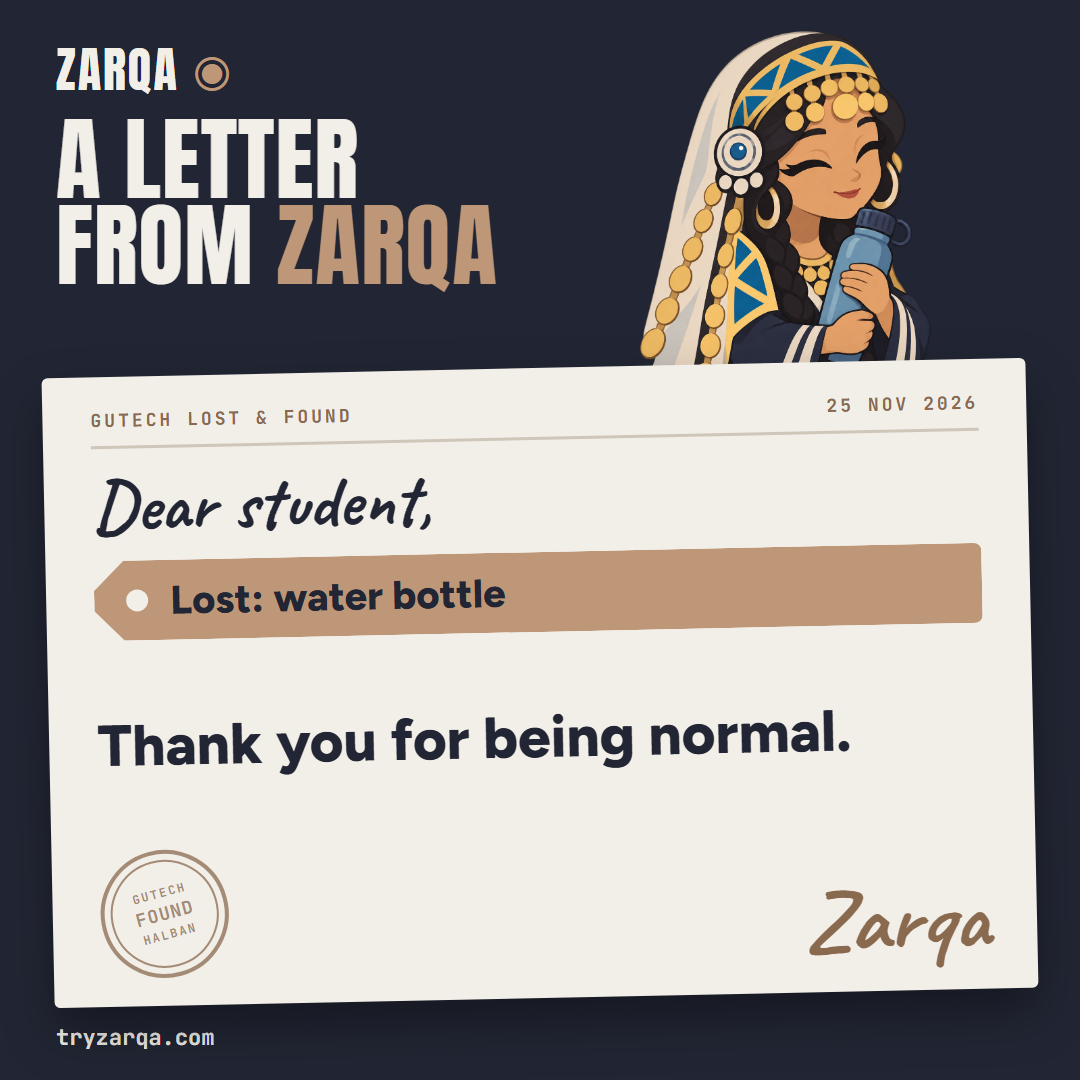 ZARQA
A LETTER
FROM ZARQA
GUTECH LOST & FOUND
25 NOV 2026
Dear student,
Lost: water bottle
Thank you for being normal.
GUTECH
FOUND
HALBAN
Zarqa
tryzarqa.com